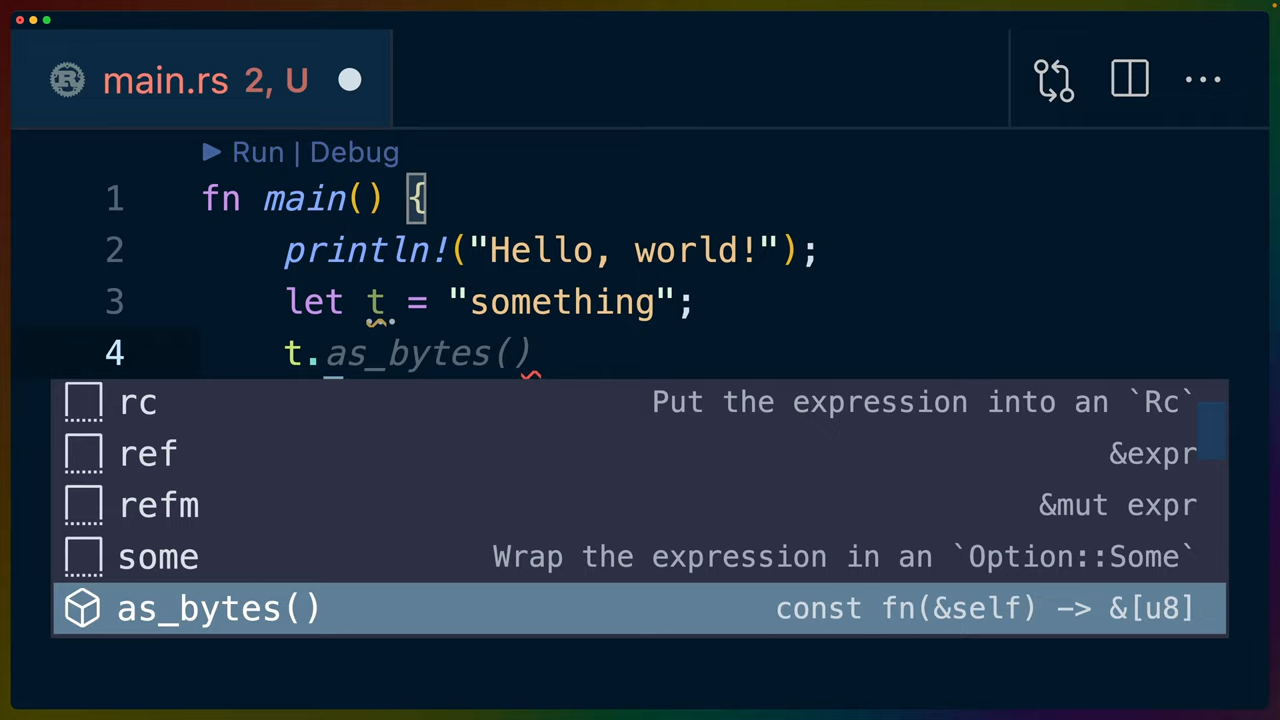 main.rs 2, U
Run | Debug
1 fn main() {
2 println!("Hello, world!");
3 let t = "something";
4 t.as_bytes()
rc Put the expression into an `Rc`
ref &expr
refm &mut expr
some Wrap the expression in an `Option::Some`
as_bytes() const fn(&self) -> &[u8]